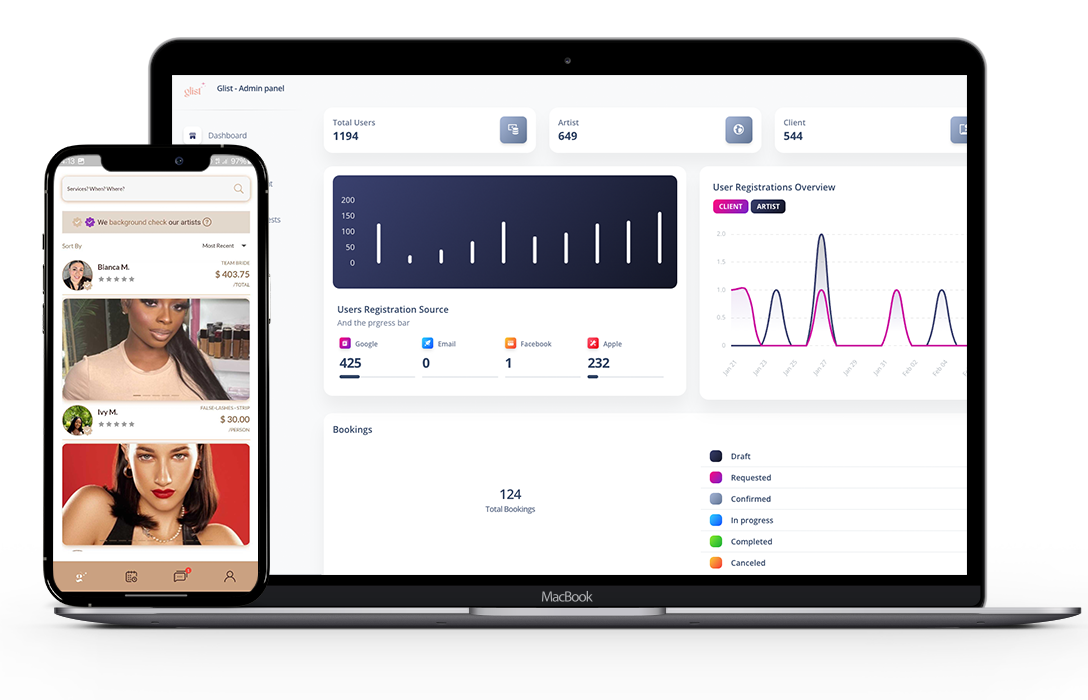 glist
Glist - Admin panel
Dashboard
Total Users
1194
Artist
649
Client
544
200
150
100
50
0
Users Registration Source
And the prgress bar
Google
425
Email
0
Facebook
1
Apple
232
User Registrations Overview
CLIENT
ARTIST
2.0
1.5
1.0
0.5
0
Jan 21
Jan 23
Jan 25
Jan 27
Jan 29
Jan 31
Feb 02
Feb 04
Bookings
124
Total Bookings
Draft
Requested
Confirmed
In progress
Completed
Canceled
MacBook
97%
Services? When? Where?
We background check our artists ?
Sort By
Most Recent
Bianca M.
TEAM BRIDE
$ 403.75
/TOTAL
Ivy M.
FALSE-LASHES-STRIP
$ 30.00
/PERSON
g